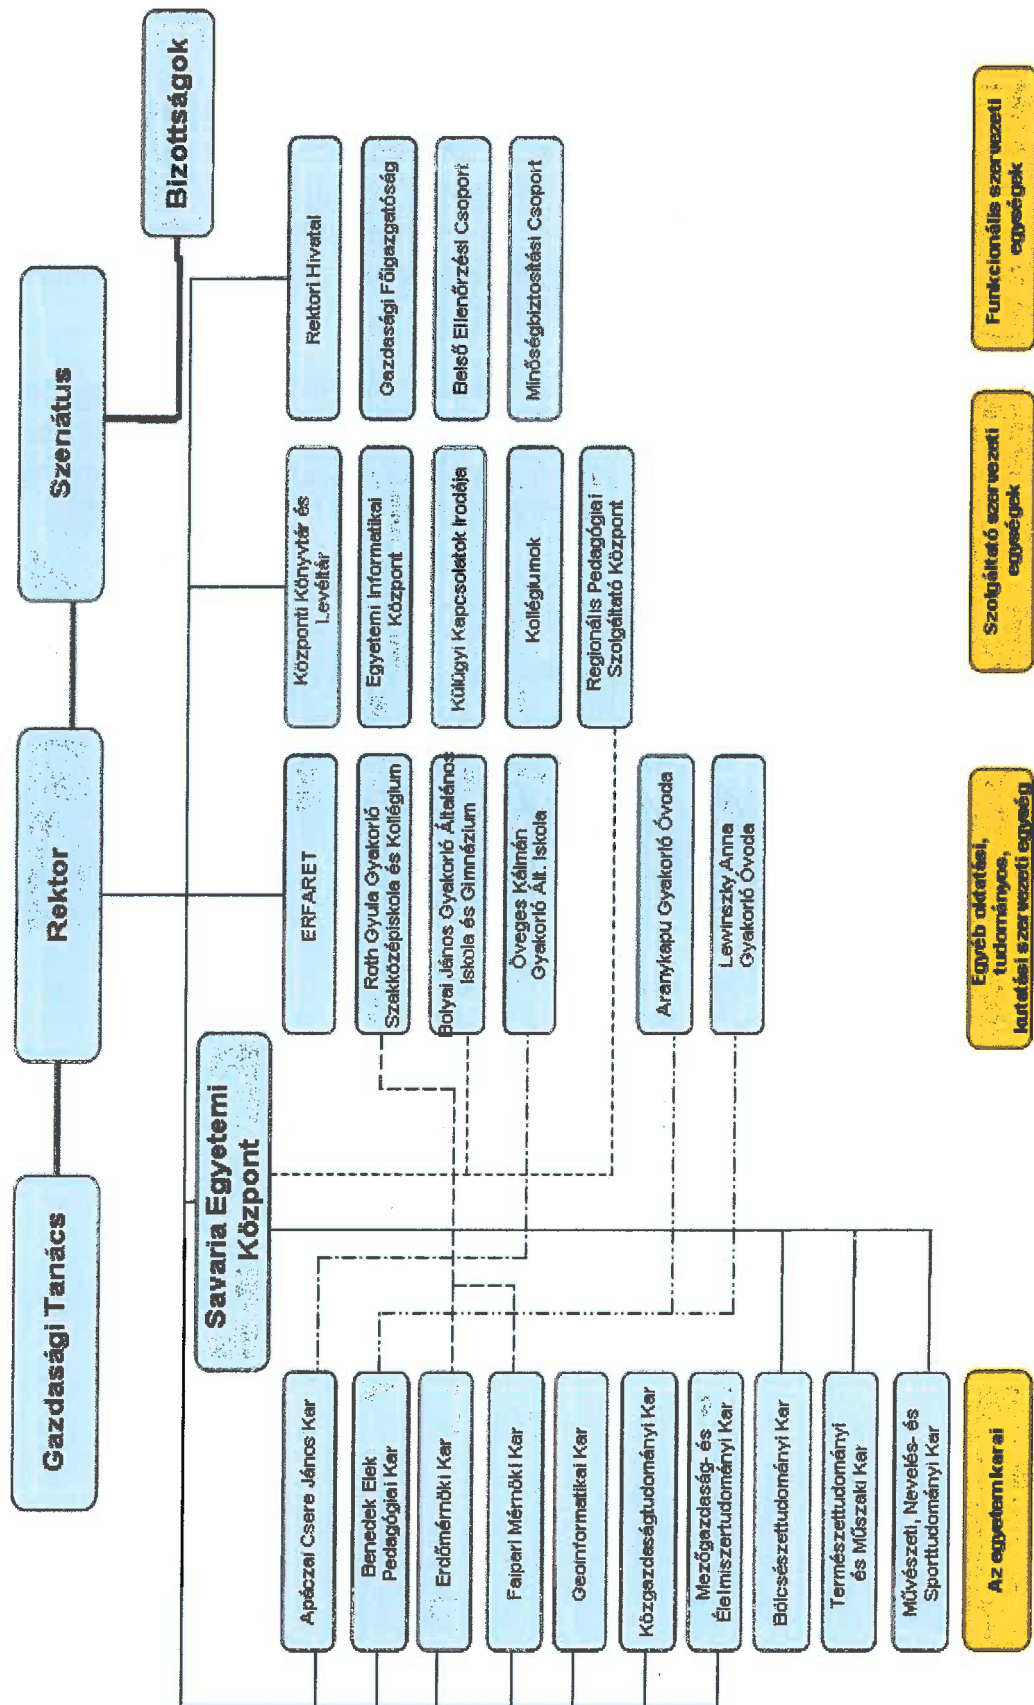 Gazdasági Tanács
Rektor
Szenátus
Bizottságok
Savaria Egyetemi
Központ
Apáczai Csere János Kar
Benedek Elek
Pedagógiai Kar
Erdőmérnöki Kar
Faipari Mérnöki Kar
Geoinformatikai Kar
Közgazdaságtudományi Kar
Mezőgazdaság- és
Élelmiszertudományi Kar
Bölcsészettudományi Kar
Természettudományi
és Műszaki Kar
Művészeti, Nevelés- és
Sporttudományi Kar
Az egyetem karai
ERFARET
Roth Gyula Gyakorló
Szakközépiskola és Kollégium
Bolyai János Gyakorló Általános
Iskola és Gimnázium
Öveges Kálmán
Gyakorló Ált. Iskola
Aranykapu Gyakorló Óvoda
Lewinszky Anna
Gyakorló Óvoda
Egyéb oktatási,
tudományos,
kutatási szervezeti egység
Központi Könyvtár és
Levéltár
Egyetemi Informatikai
Központ
Külügyi Kapcsolatok Irodája
Kollégiumok
Regionális Pedagógiai
Szolgáltató Központ
Szolgáltató szervezeti
egységek
Rektori Hivatal
Gazdasági Főigazgatóság
Belső Ellenőrzési Csoport
Minőségbiztosítási Csoport
Funkcionális szervezeti
egységek